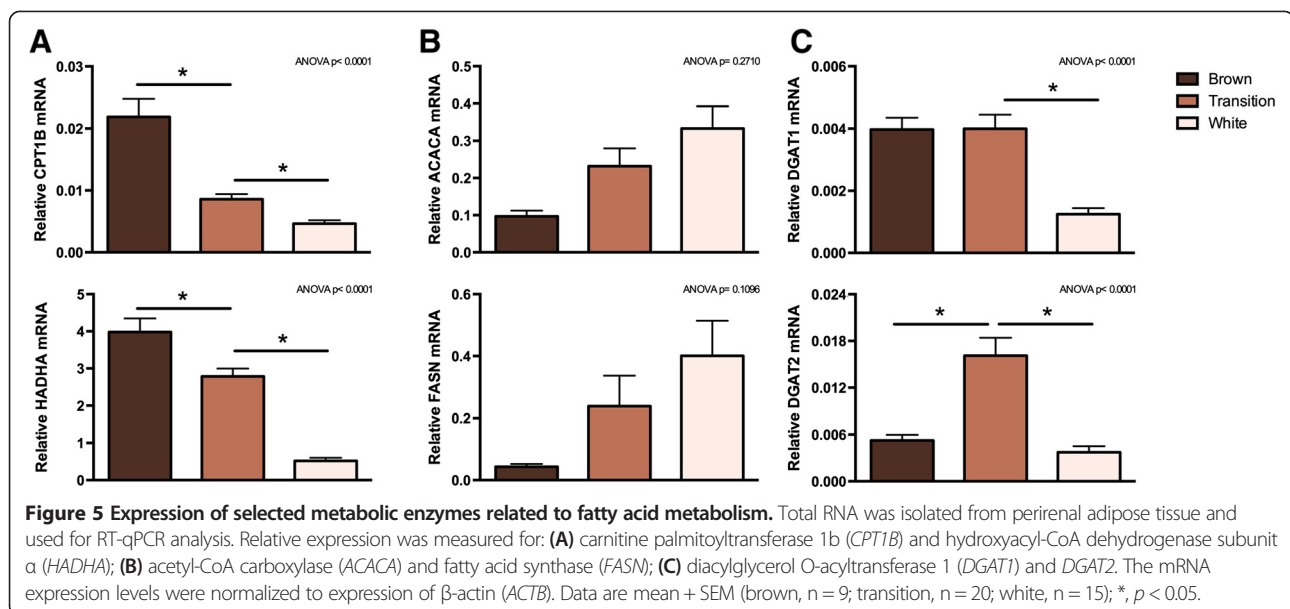 A
B
C
ANOVA p< 0.0001
Relative CPT1B mRNA
0.03
0.02
0.01
0.00
*
*
ANOVA p= 0.2710
Relative ACACA mRNA
0.5
0.4
0.3
0.2
0.1
0.0
ANOVA p< 0.0001
Relative DGAT1 mRNA
0.006
0.004
0.002
0.000
*
Brown
Transition
White
ANOVA p< 0.0001
Relative HADHA mRNA
5
4
3
2
1
0
*
*
ANOVA p= 0.1096
Relative FASN mRNA
0.6
0.4
0.2
0.0
ANOVA p< 0.0001
Relative DGAT2 mRNA
0.024
0.018
0.012
0.006
0.000
*
*
Figure 5 Expression of selected metabolic enzymes related to fatty acid metabolism. Total RNA was isolated from perirenal adipose tissue and
used for RT-qPCR analysis. Relative expression was measured for: (A) carnitine palmitoyltransferase 1b (CPT1B) and hydroxyacyl-CoA dehydrogenase subunit
α (HADHA); (B) acetyl-CoA carboxylase (ACACA) and fatty acid synthase (FASN); (C) diacylglycerol O-acyltransferase 1 (DGAT1) and DGAT2. The mRNA
expression levels were normalized to expression of β-actin (ACTB). Data are mean + SEM (brown, n = 9; transition, n = 20; white, n = 15); *, p < 0.05.